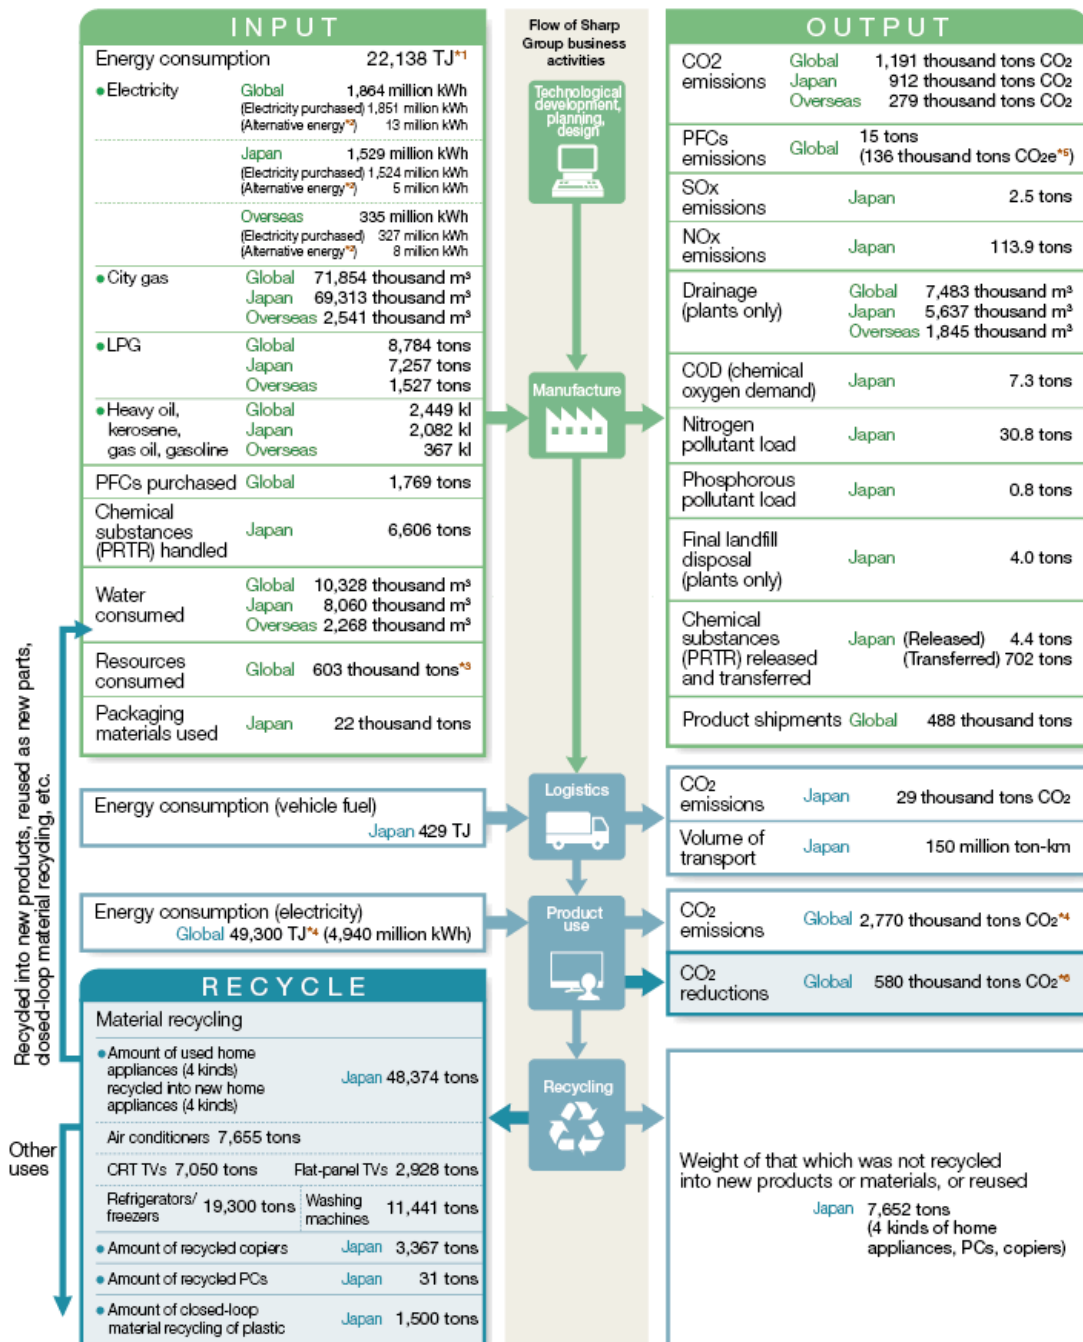 INPUT
Energy consumption 22,138 TJ*1
●Electricity Global 1,864 million kWh
(Electricity purchased) 1,851 million kWh
(Alternative energy*2) 13 million kWh
Japan 1,529 million kWh
(Electricity purchased) 1,524 million kWh
(Alternative energy*2) 5 million kWh
Overseas 335 million kWh
(Electricity purchased) 327 million kWh
(Alternative energy*2) 8 million kWh
●City gas Global 71,854 thousand m³
Japan 69,313 thousand m³
Overseas 2,541 thousand m³
●LPG Global 8,784 tons
Japan 7,257 tons
Overseas 1,527 tons
●Heavy oil, Global 2,449 kl
kerosene, Japan 2,082 kl
gas oil, gasoline Overseas 367 kl
PFCs purchased Global 1,769 tons
Chemical
substances Japan 6,606 tons
(PRTR) handled
Water Global 10,328 thousand m³
consumed Japan 8,060 thousand m³
Overseas 2,268 thousand m³
Resources
consumed Global 603 thousand tons*3
Packaging
materials used Japan 22 thousand tons
Energy consumption (vehicle fuel)
Japan 429 TJ
Energy consumption (electricity)
Global 49,300 TJ*4 (4,940 million kWh)
RECYCLE
Material recycling
●Amount of used home
appliances (4 kinds)
recycled into new home Japan 48,374 tons
appliances (4 kinds)
Air conditioners 7,655 tons
CRT TVs 7,050 tons Flat-panel TVs 2,928 tons
Refrigerators/
freezers 19,300 tons
Washing
machines 11,441 tons
●Amount of recycled copiers Japan 3,367 tons
●Amount of recycled PCs Japan 31 tons
●Amount of closed-loop
material recycling of plastic Japan 1,500 tons
Recycled into new products, reused as new parts,
closed-loop material recycling, etc.
Other
uses
Flow of Sharp
Group business
activities
Technological
development,
planning,
design
Manufacture
Logistics
Product
use
Recycling
OUTPUT
CO2 Global 1,191 thousand tons CO₂
emissions Japan 912 thousand tons CO₂
Overseas 279 thousand tons CO₂
PFCs 15 tons
emissions Global (136 thousand tons CO₂e*5)
SOx
emissions Japan 2.5 tons
NOx
emissions Japan 113.9 tons
Drainage Global 7,483 thousand m³
(plants only) Japan 5,637 thousand m³
Overseas 1,845 thousand m³
COD (chemical
oxygen demand) Japan 7.3 tons
Nitrogen
pollutant load Japan 30.8 tons
Phosphorous
pollutant load Japan 0.8 tons
Final landfill
disposal Japan 4.0 tons
(plants only)
Chemical
substances Japan (Released) 4.4 tons
(PRTR) released (Transferred) 702 tons
and transferred
Product shipments Global 488 thousand tons
CO₂
emissions Japan 29 thousand tons CO₂
Volume of
transport Japan 150 million ton-km
CO₂
emissions Global 2,770 thousand tons CO₂*4
CO₂
reductions Global 580 thousand tons CO₂*6
Weight of that which was not recycled
into new products or materials, or reused
Japan 7,652 tons
(4 kinds of home
appliances, PCs, copiers)